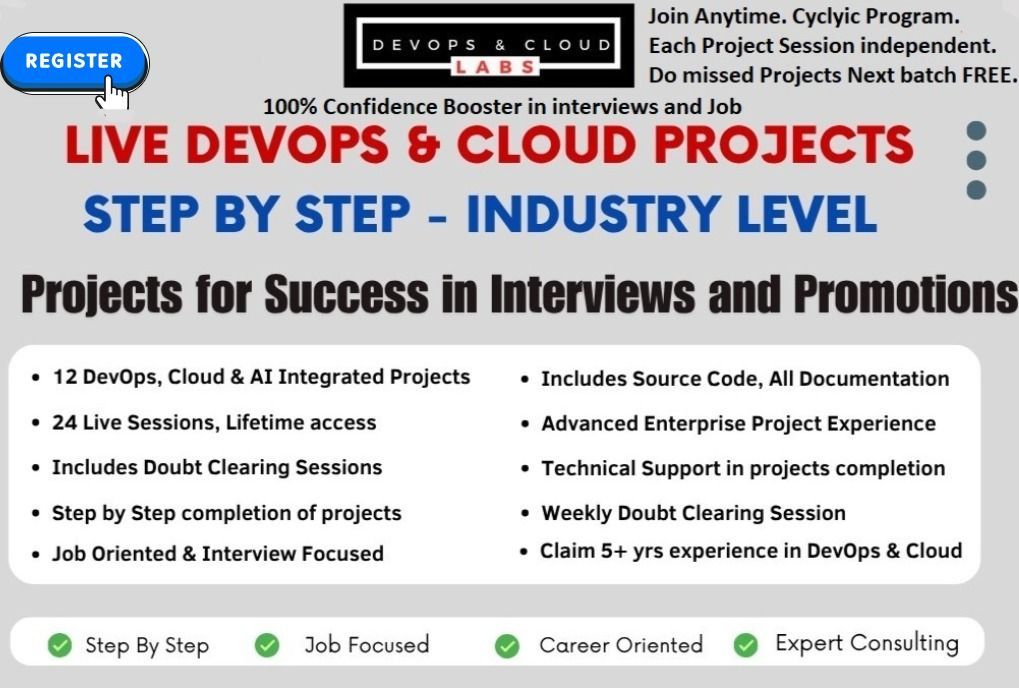 REGISTER
DEVOPS & CLOUD
LABS
Join Anytime. Cyclyic Program.
Each Project Session independent.
Do missed Projects Next batch FREE.
100% Confidence Booster in interviews and Job
LIVE DEVOPS & CLOUD PROJECTS
STEP BY STEP - INDUSTRY LEVEL
Projects for Success in Interviews and Promotions
• 12 DevOps, Cloud & AI Integrated Projects
• 24 Live Sessions, Lifetime access
• Includes Doubt Clearing Sessions
• Step by Step completion of projects
• Job Oriented & Interview Focused
• Includes Source Code, All Documentation
• Advanced Enterprise Project Experience
• Technical Support in projects completion
• Weekly Doubt Clearing Session
• Claim 5+ yrs experience in DevOps & Cloud
Step By Step
Job Focused
Career Oriented
Expert Consulting